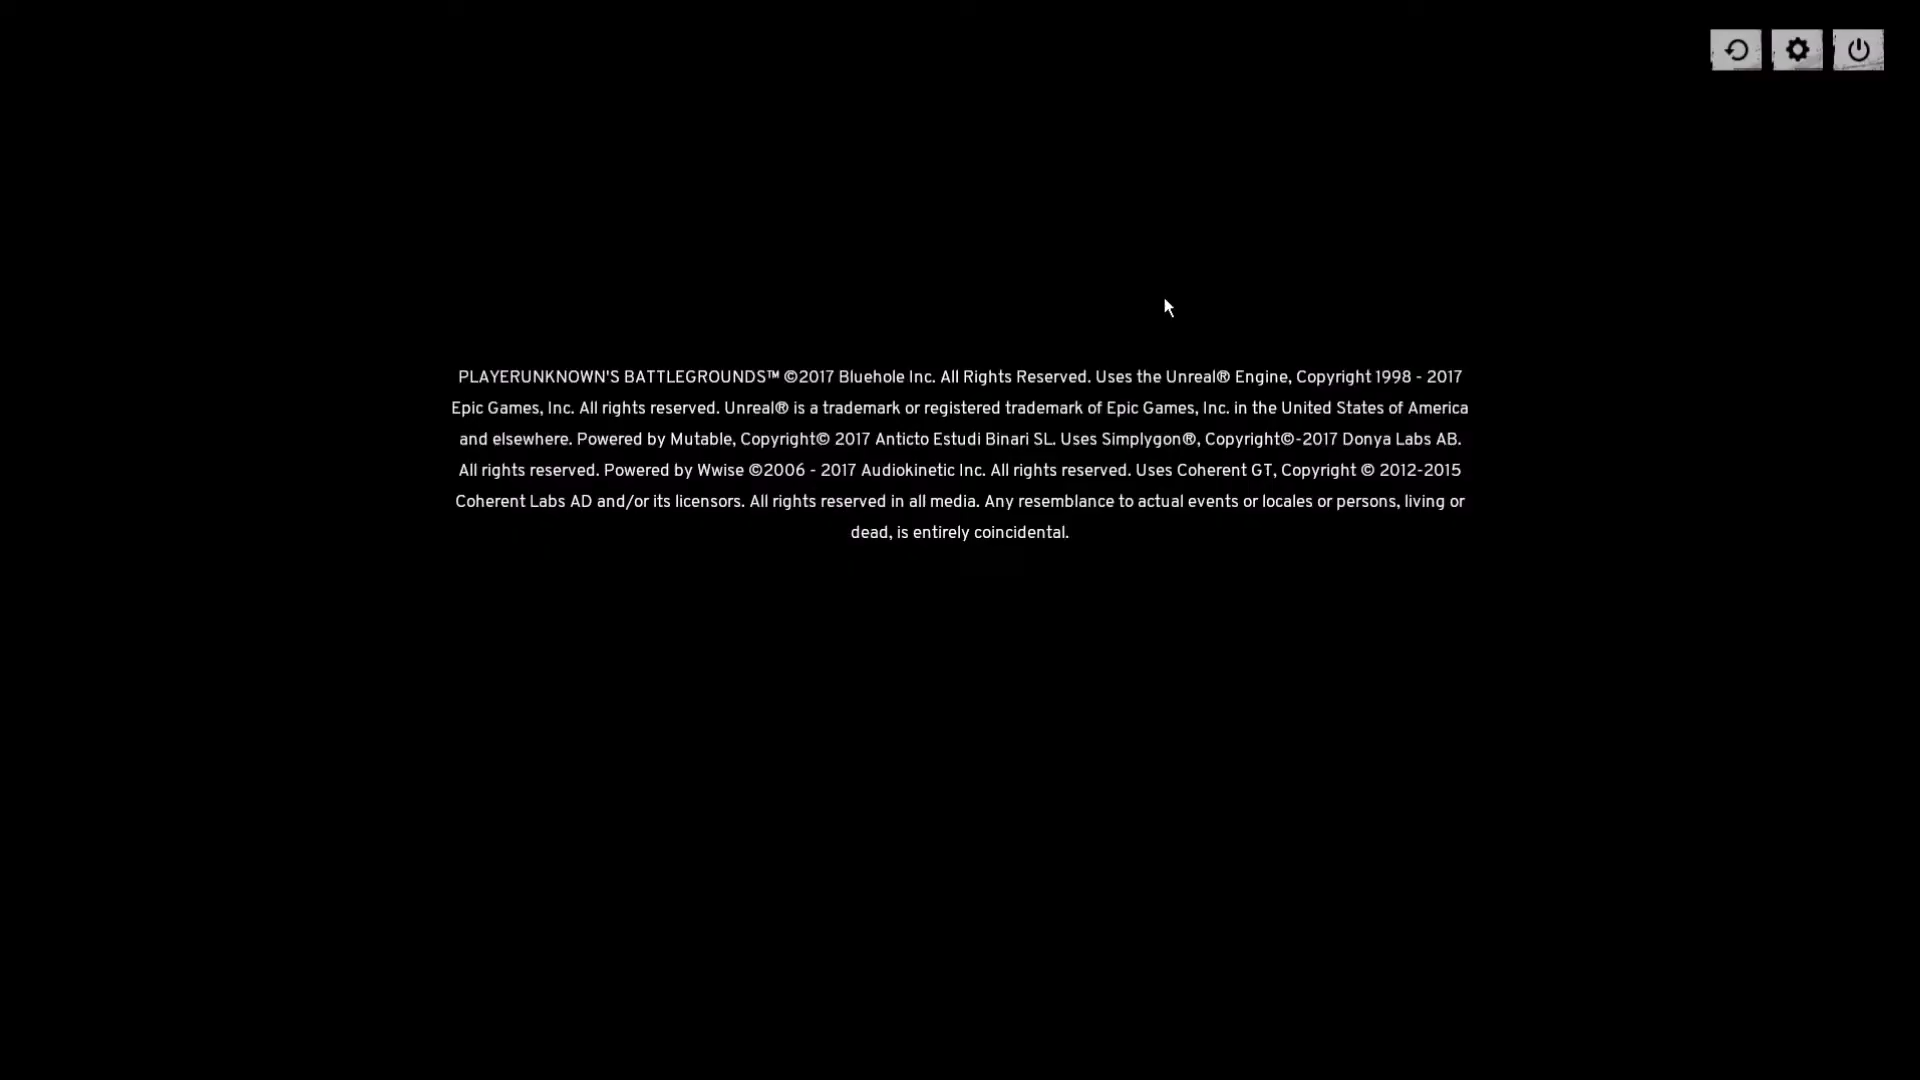 PLAYERUNKNOWN'S BATTLEGROUNDS™ ©2017 Bluehole Inc. All Rights Reserved. Uses the Unreal® Engine, Copyright 1998 - 2017
Epic Games, Inc. All rights reserved. Unreal® is a trademark or registered trademark of Epic Games, Inc. in the United States of America
and elsewhere. Powered by Mutable, Copyright© 2017 Anticto Estudi Binari SL. Uses Simplygon®, Copyright©-2017 Donya Labs AB.
All rights reserved. Powered by Wwise ©2006 - 2017 Audiokinetic Inc. All rights reserved. Uses Coherent GT, Copyright © 2012-2015
Coherent Labs AD and/or its licensors. All rights reserved in all media. Any resemblance to actual events or locales or persons, living or
dead, is entirely coincidental.